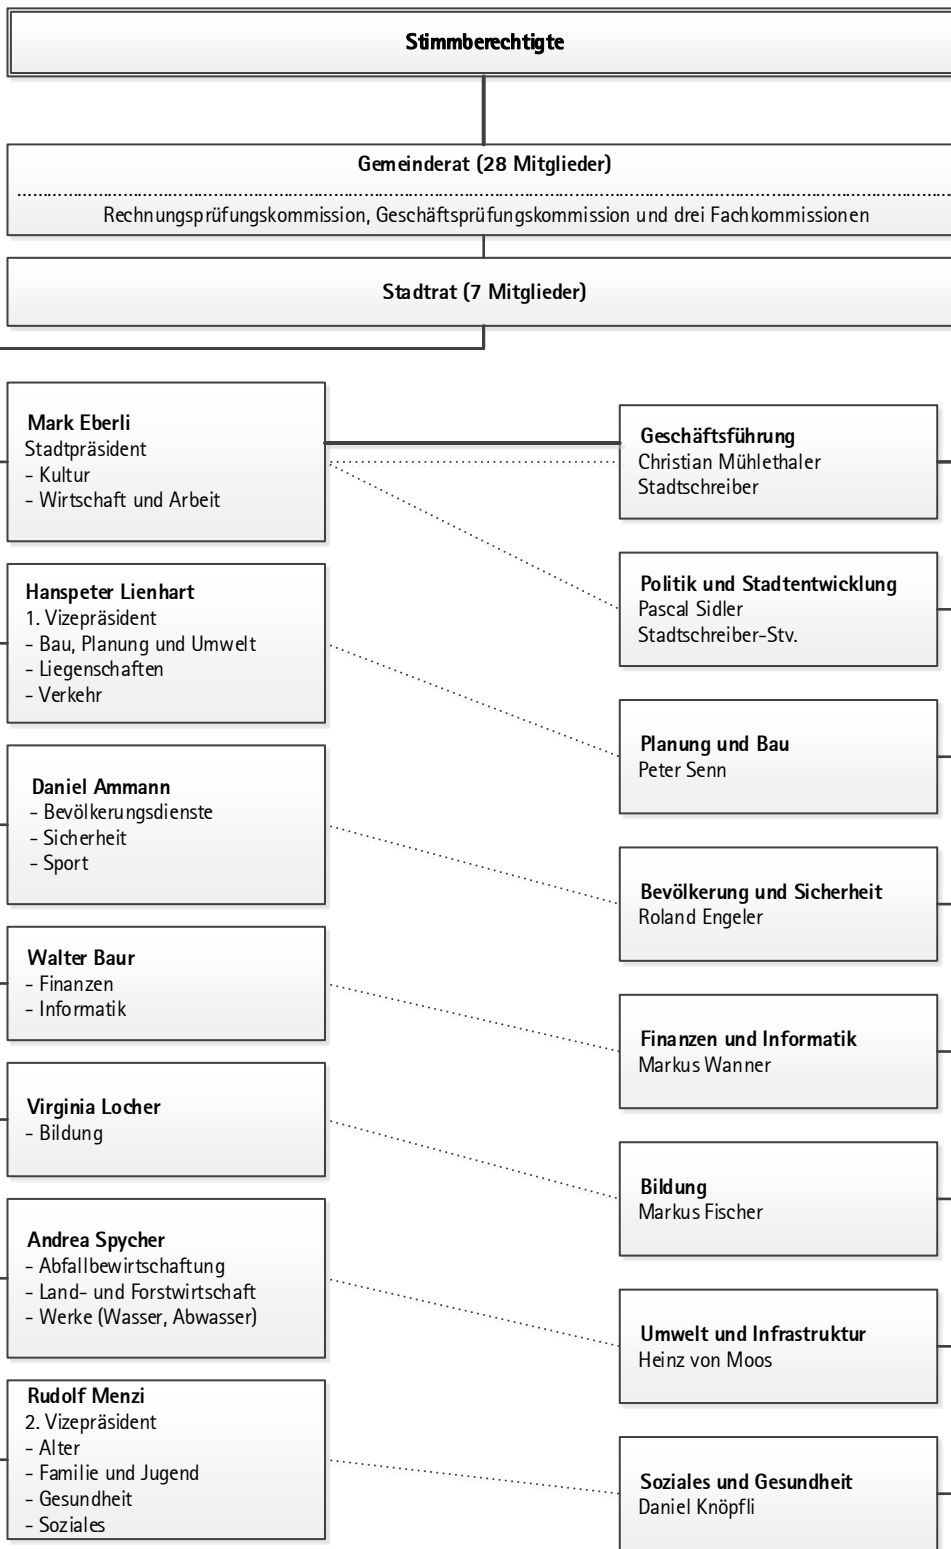 Stimmberechtigte
Gemeinderat (28 Mitglieder)
Rechnungsprüfungskommission, Geschäftsprüfungskommission und drei Fachkommissionen
Stadtrat (7 Mitglieder)
Mark Eberli
Stadtpräsident
- Kultur
- Wirtschaft und Arbeit
Hanspeter Lienhart
1. Vizepräsident
- Bau, Planung und Umwelt
- Liegenschaften
- Verkehr
Daniel Ammann
- Bevölkerungsdienste
- Sicherheit
- Sport
Walter Baur
- Finanzen
- Informatik
Virginia Locher
- Bildung
Andrea Spycher
- Abfallbewirtschaftung
- Land- und Forstwirtschaft
- Werke (Wasser, Abwasser)
Rudolf Menzi
2. Vizepräsident
- Alter
- Familie und Jugend
- Gesundheit
- Soziales
Geschäftsführung
Christian Mühlethaler
Stadtschreiber
Politik und Stadtentwicklung
Pascal Sidler
Stadtschreiber-Stv.
Planung und Bau
Peter Senn
Bevölkerung und Sicherheit
Roland Engeler
Finanzen und Informatik
Markus Wanner
Bildung
Markus Fischer
Umwelt und Infrastruktur
Heinz von Moos
Soziales und Gesundheit
Daniel Knöpfli